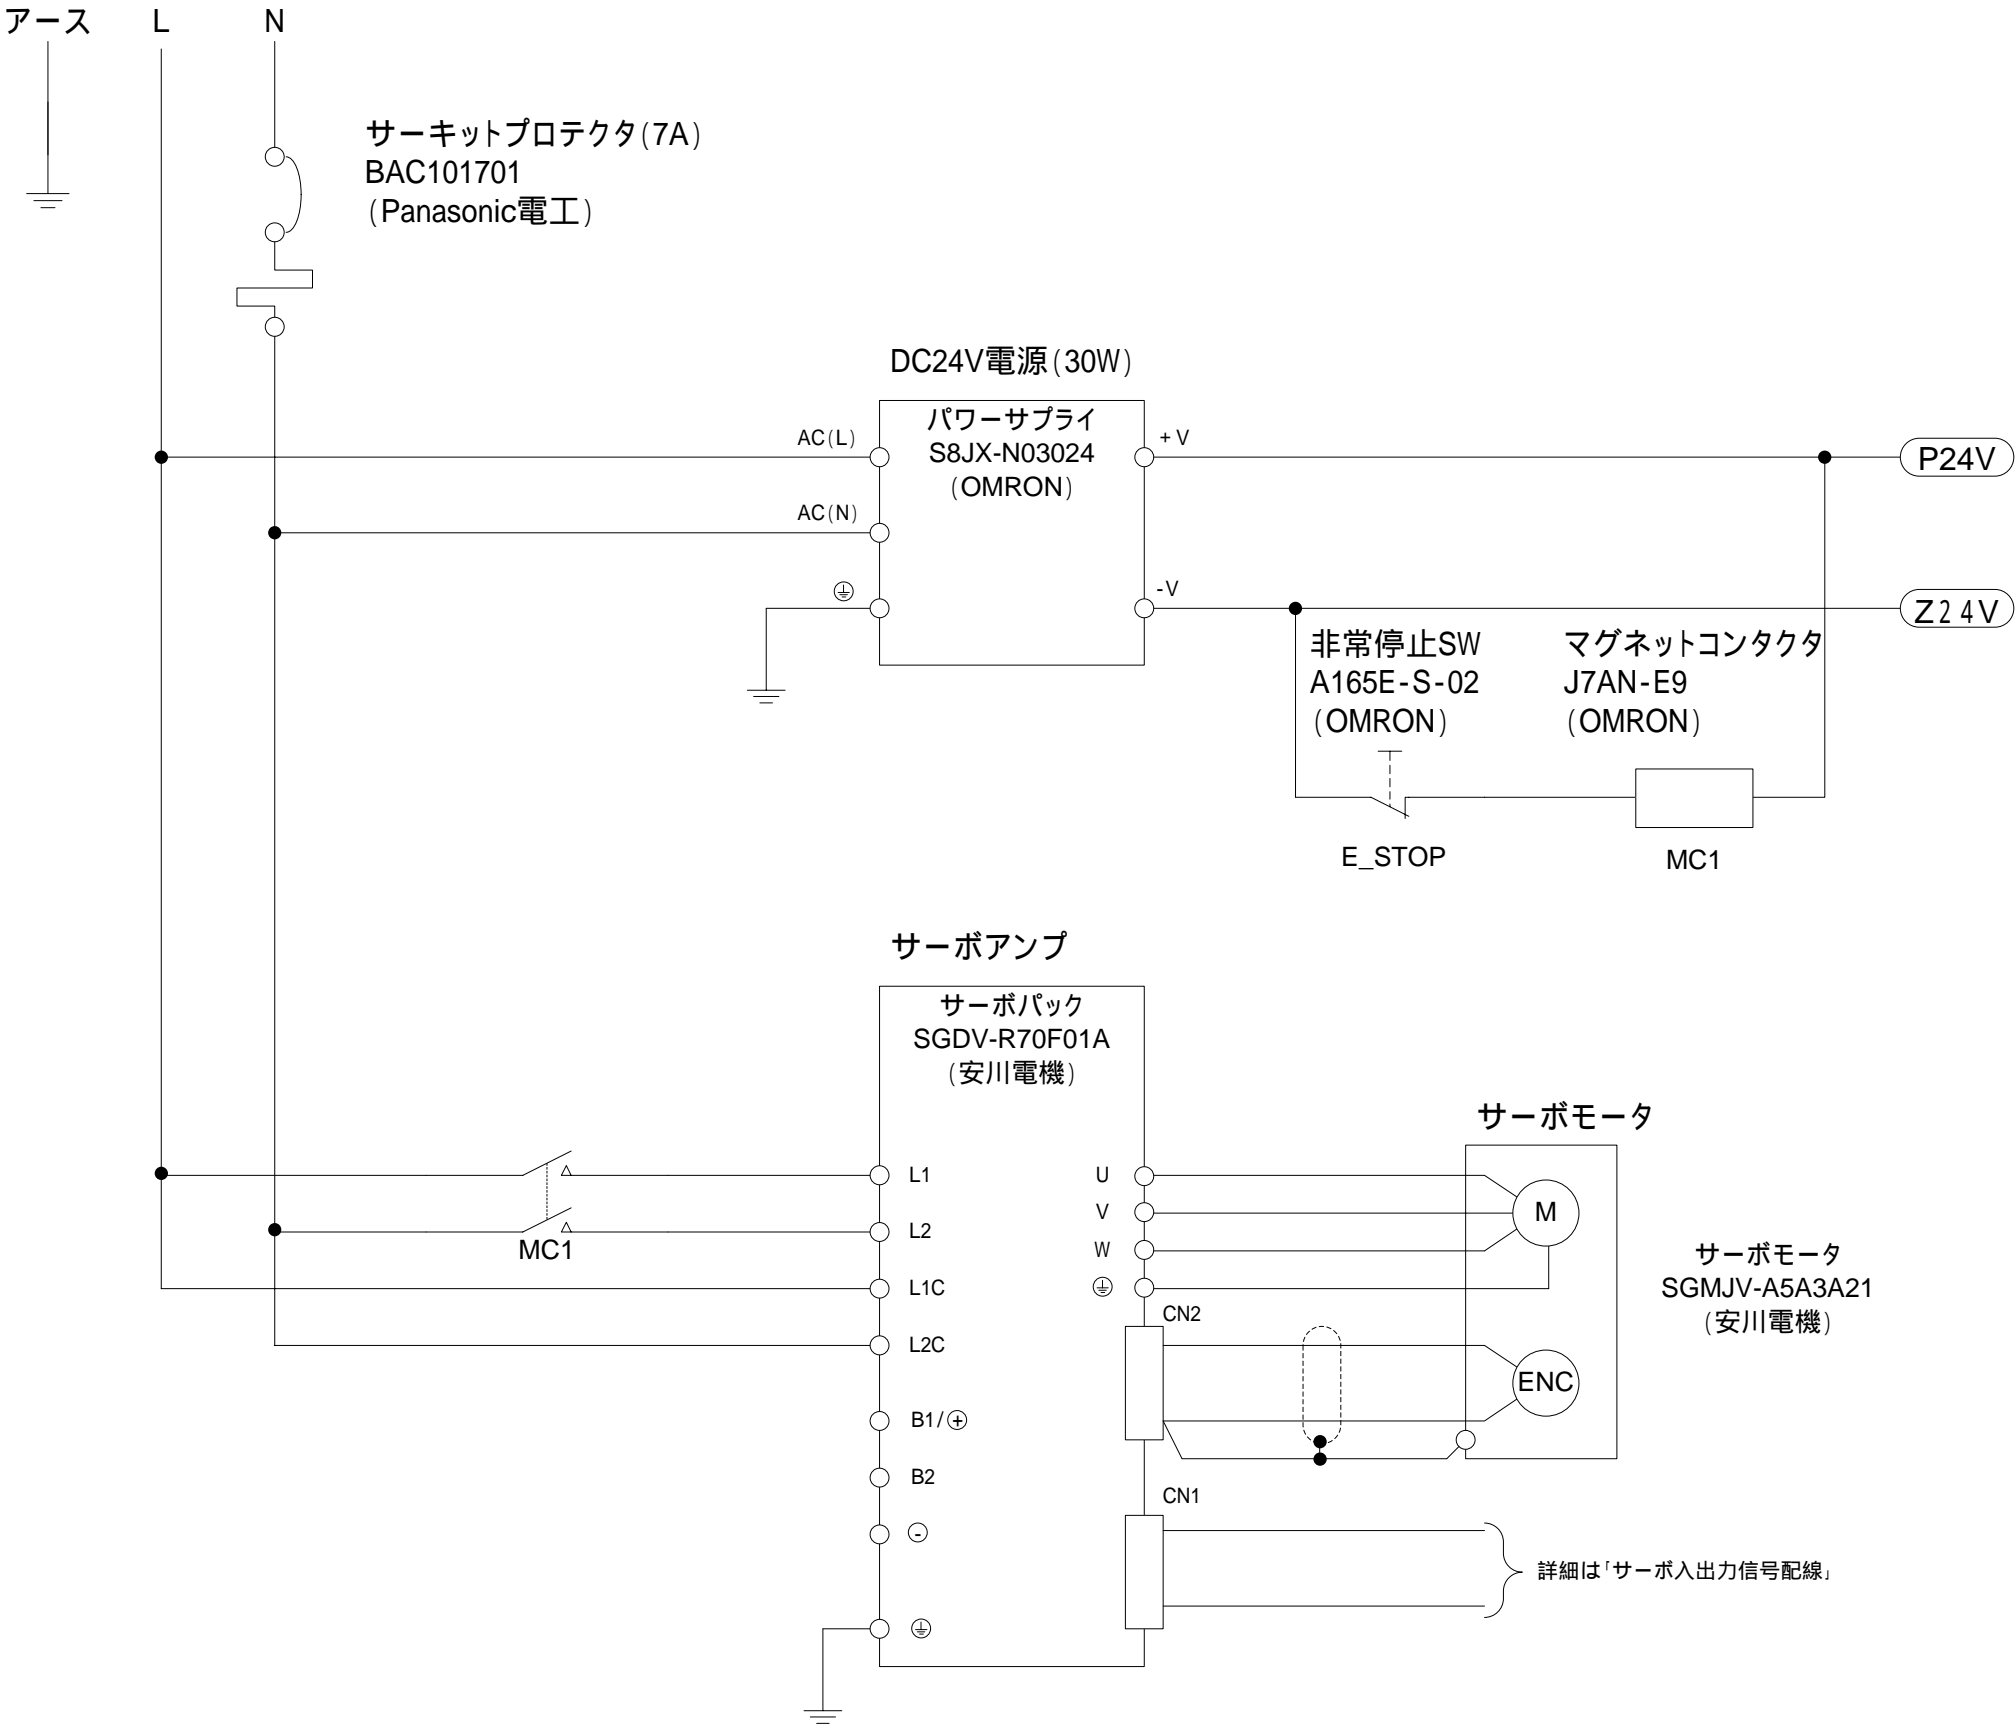 アース
L
N
サーキットプロテクタ(7A)
BAC101701
(Panasonic電工)
DC24V電源(30W)
パワーサプライ
S8JX-N03024
(OMRON)
AC(L)
AC(N)
+V
-V
P24V
Z24V
非常停止SW
A165E-S-02
(OMRON)
マグネットコンタクタ
J7AN-E9
(OMRON)
E_STOP
MC1
サーボアンプ
サーボパック
SGDV-R70F01A
(安川電機)
L1
L2
MC1
L1C
L2C
B1/⊕
B2
⊖
U
V
W
CN2
CN1
サーボモータ
M
ENC
サーボモータ
SGMJV-A5A3A21
(安川電機)
詳細は「サーボ入出力信号配線」